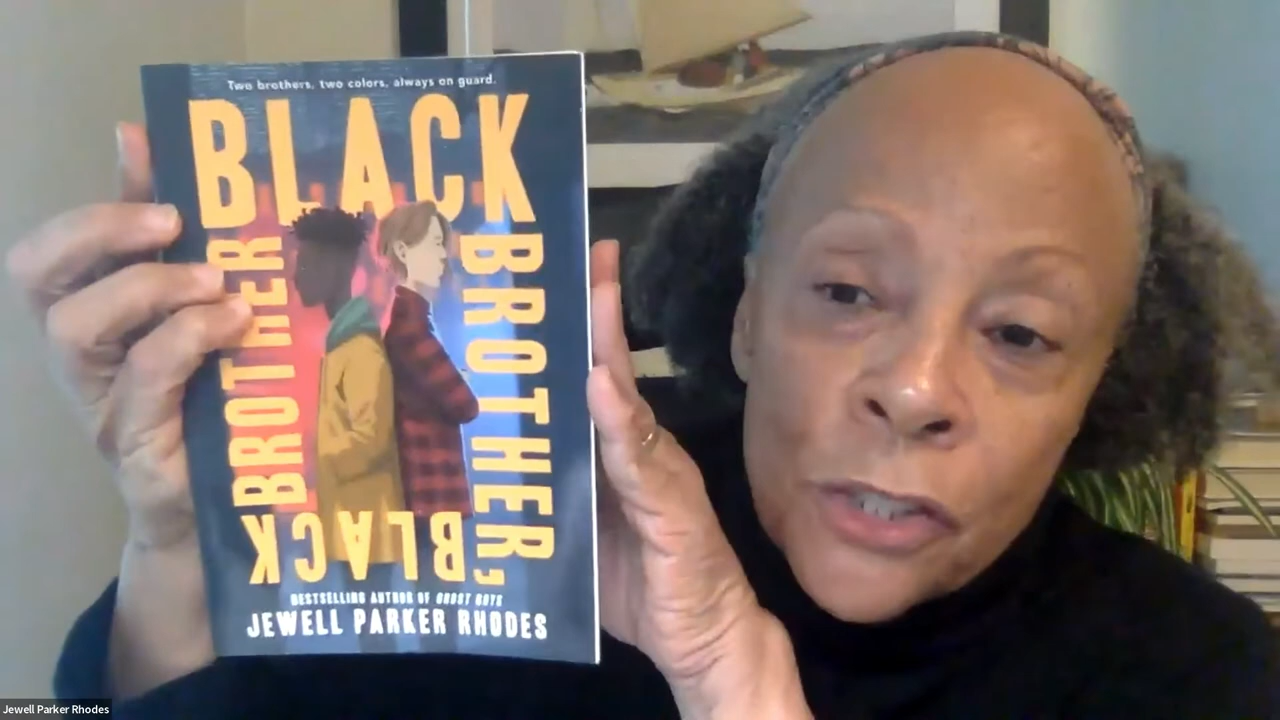 Two brothers, two colors, always on guard.
BLACK
BROTHER,
BLACK
BROTHER
BESTSELLING AUTHOR OF GHOST BOYS
JEWELL PARKER RHODES
Jewell Parker Rhodes